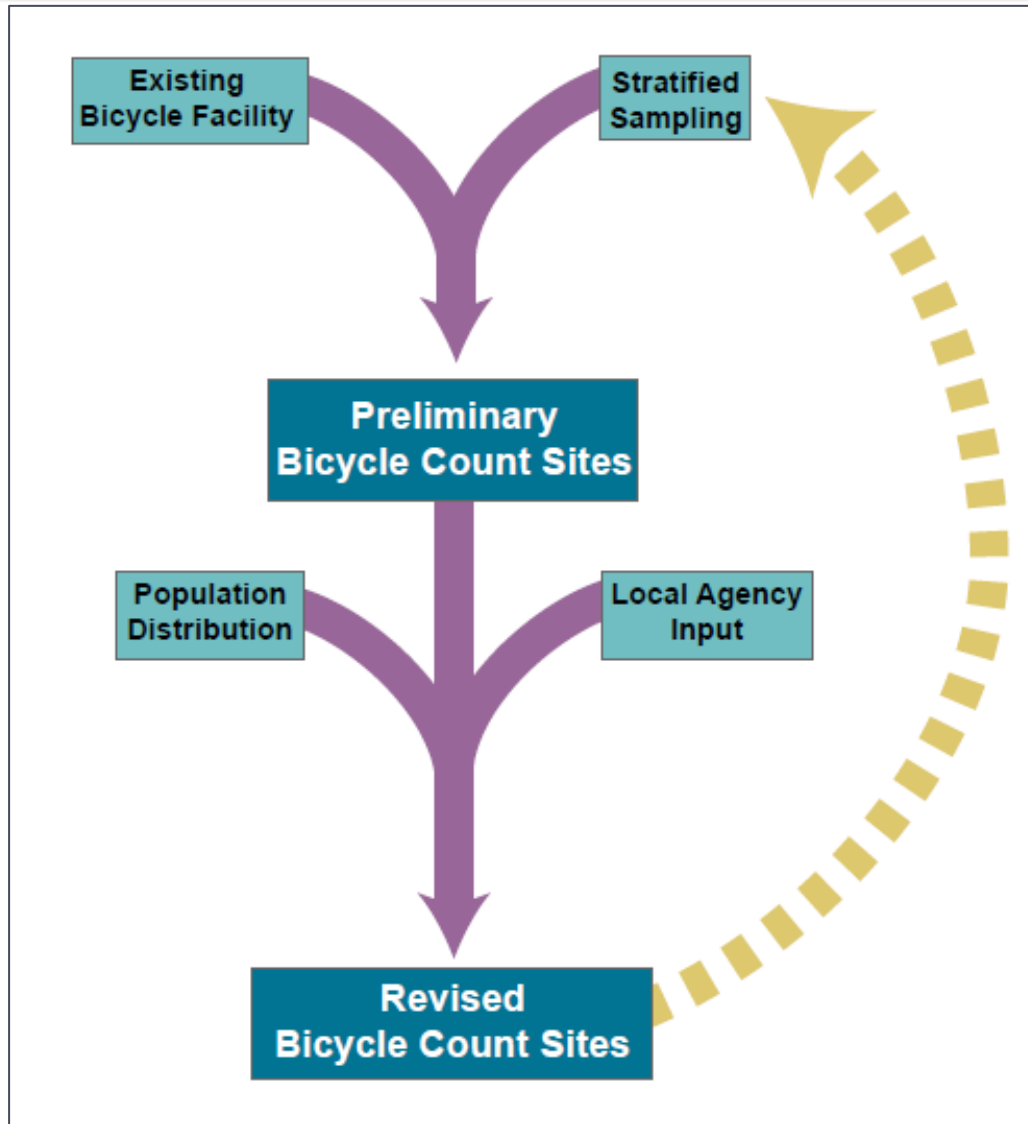 Existing
Bicycle Facility
Stratified
Sampling
Preliminary
Bicycle Count Sites
Population
Distribution
Local Agency
Input
Revised
Bicycle Count Sites